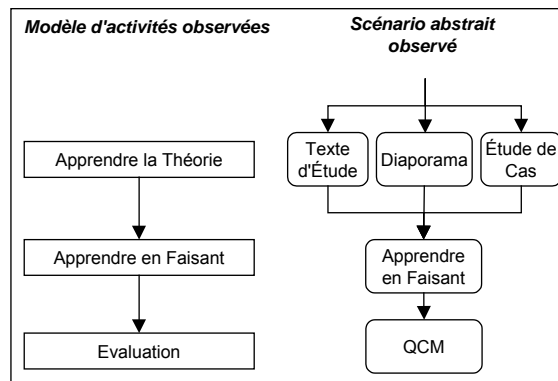 Modèle d'activités observées
Scénario abstrait
observé
Apprendre la Théorie
Apprendre en Faisant
Evaluation
Texte
d'Étude
Diaporama
Étude de
Cas
Apprendre
en Faisant
QCM